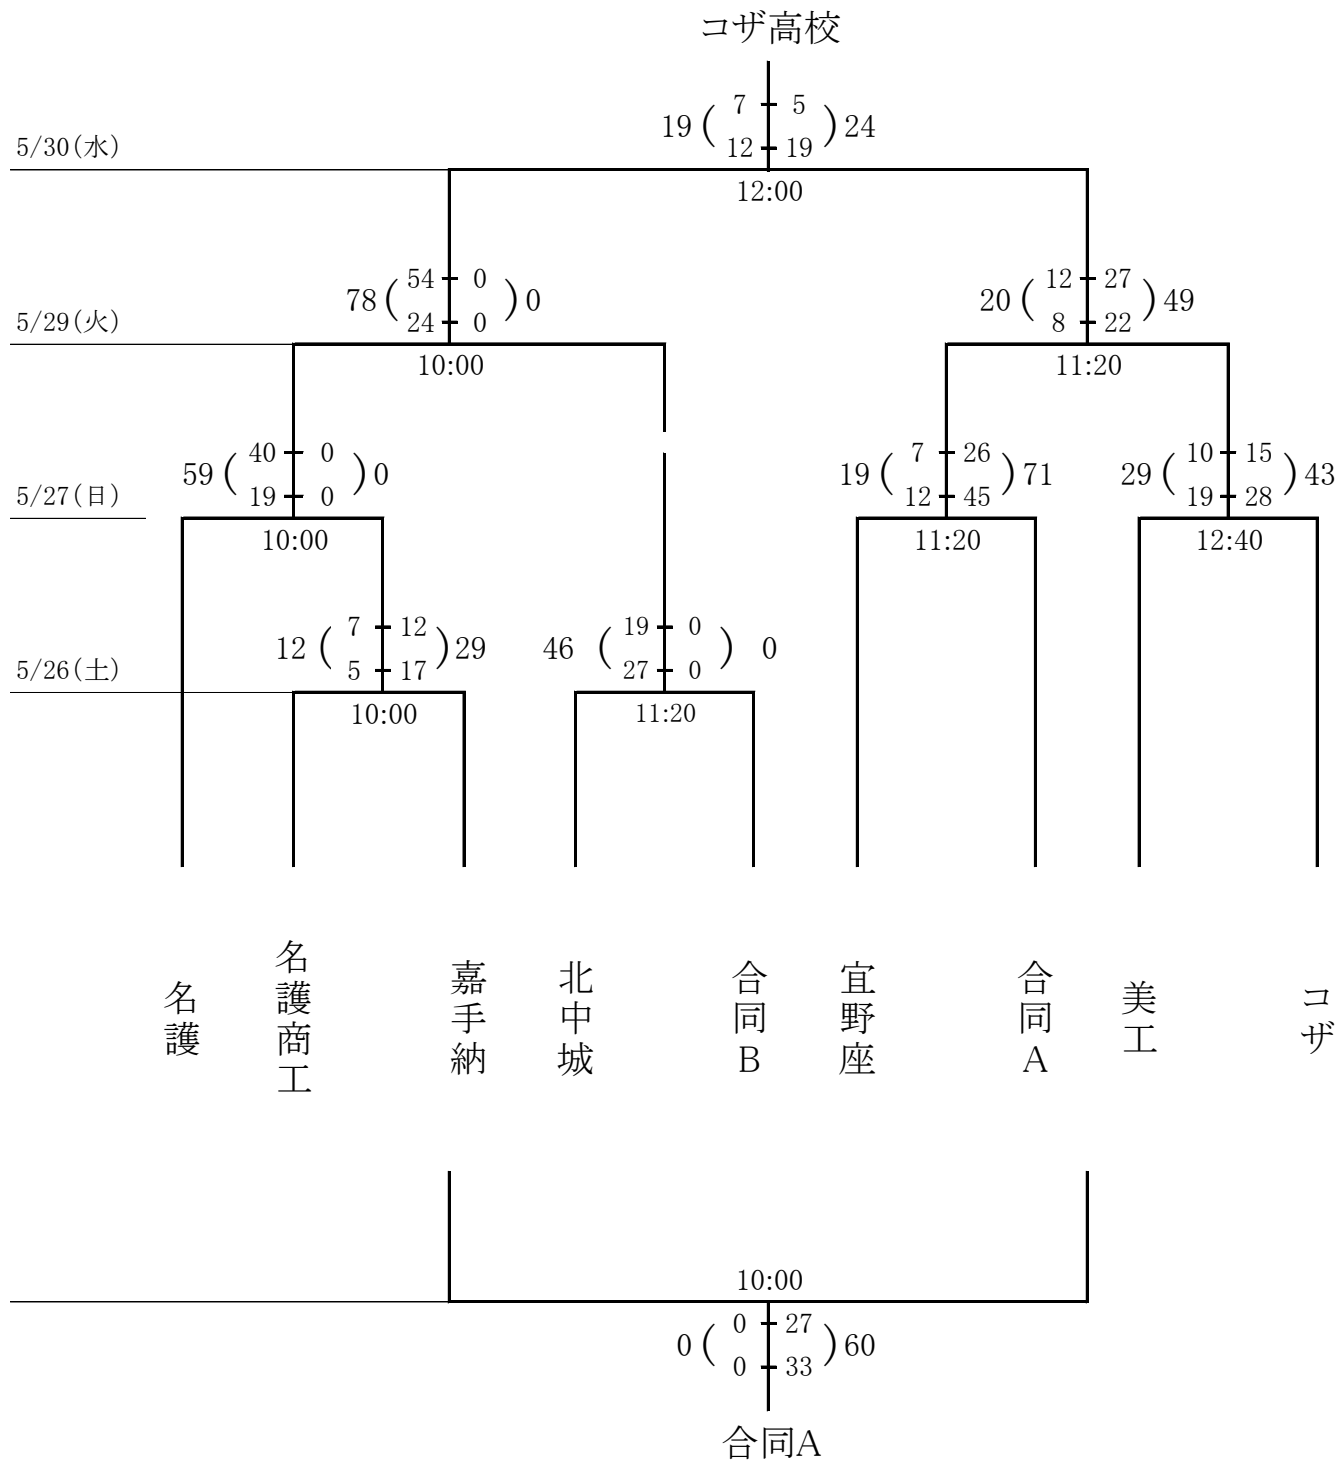 コザ高校
7 5
19 ( ) 24
12 19
5/30(水)
12:00
54 0
78 ( ) 0
24 0
12 27
20 ( ) 49
8 22
5/29(火)
10:00
11:20
40 0
59 ( ) 0
19 0
7 26
19 ( ) 71
12 45
10 15
29 ( ) 43
19 28
5/27(日)
10:00
11:20
12:40
7 12
12 ( ) 29
5 17
19 0
46 ( ) 0
27 0
5/26(土)
10:00
11:20
名護
名護商工
嘉手納
北中城
合同B
宜野座
合同A
美工
コザ
10:00
0 27
0 ( ) 60
0 33
合同A